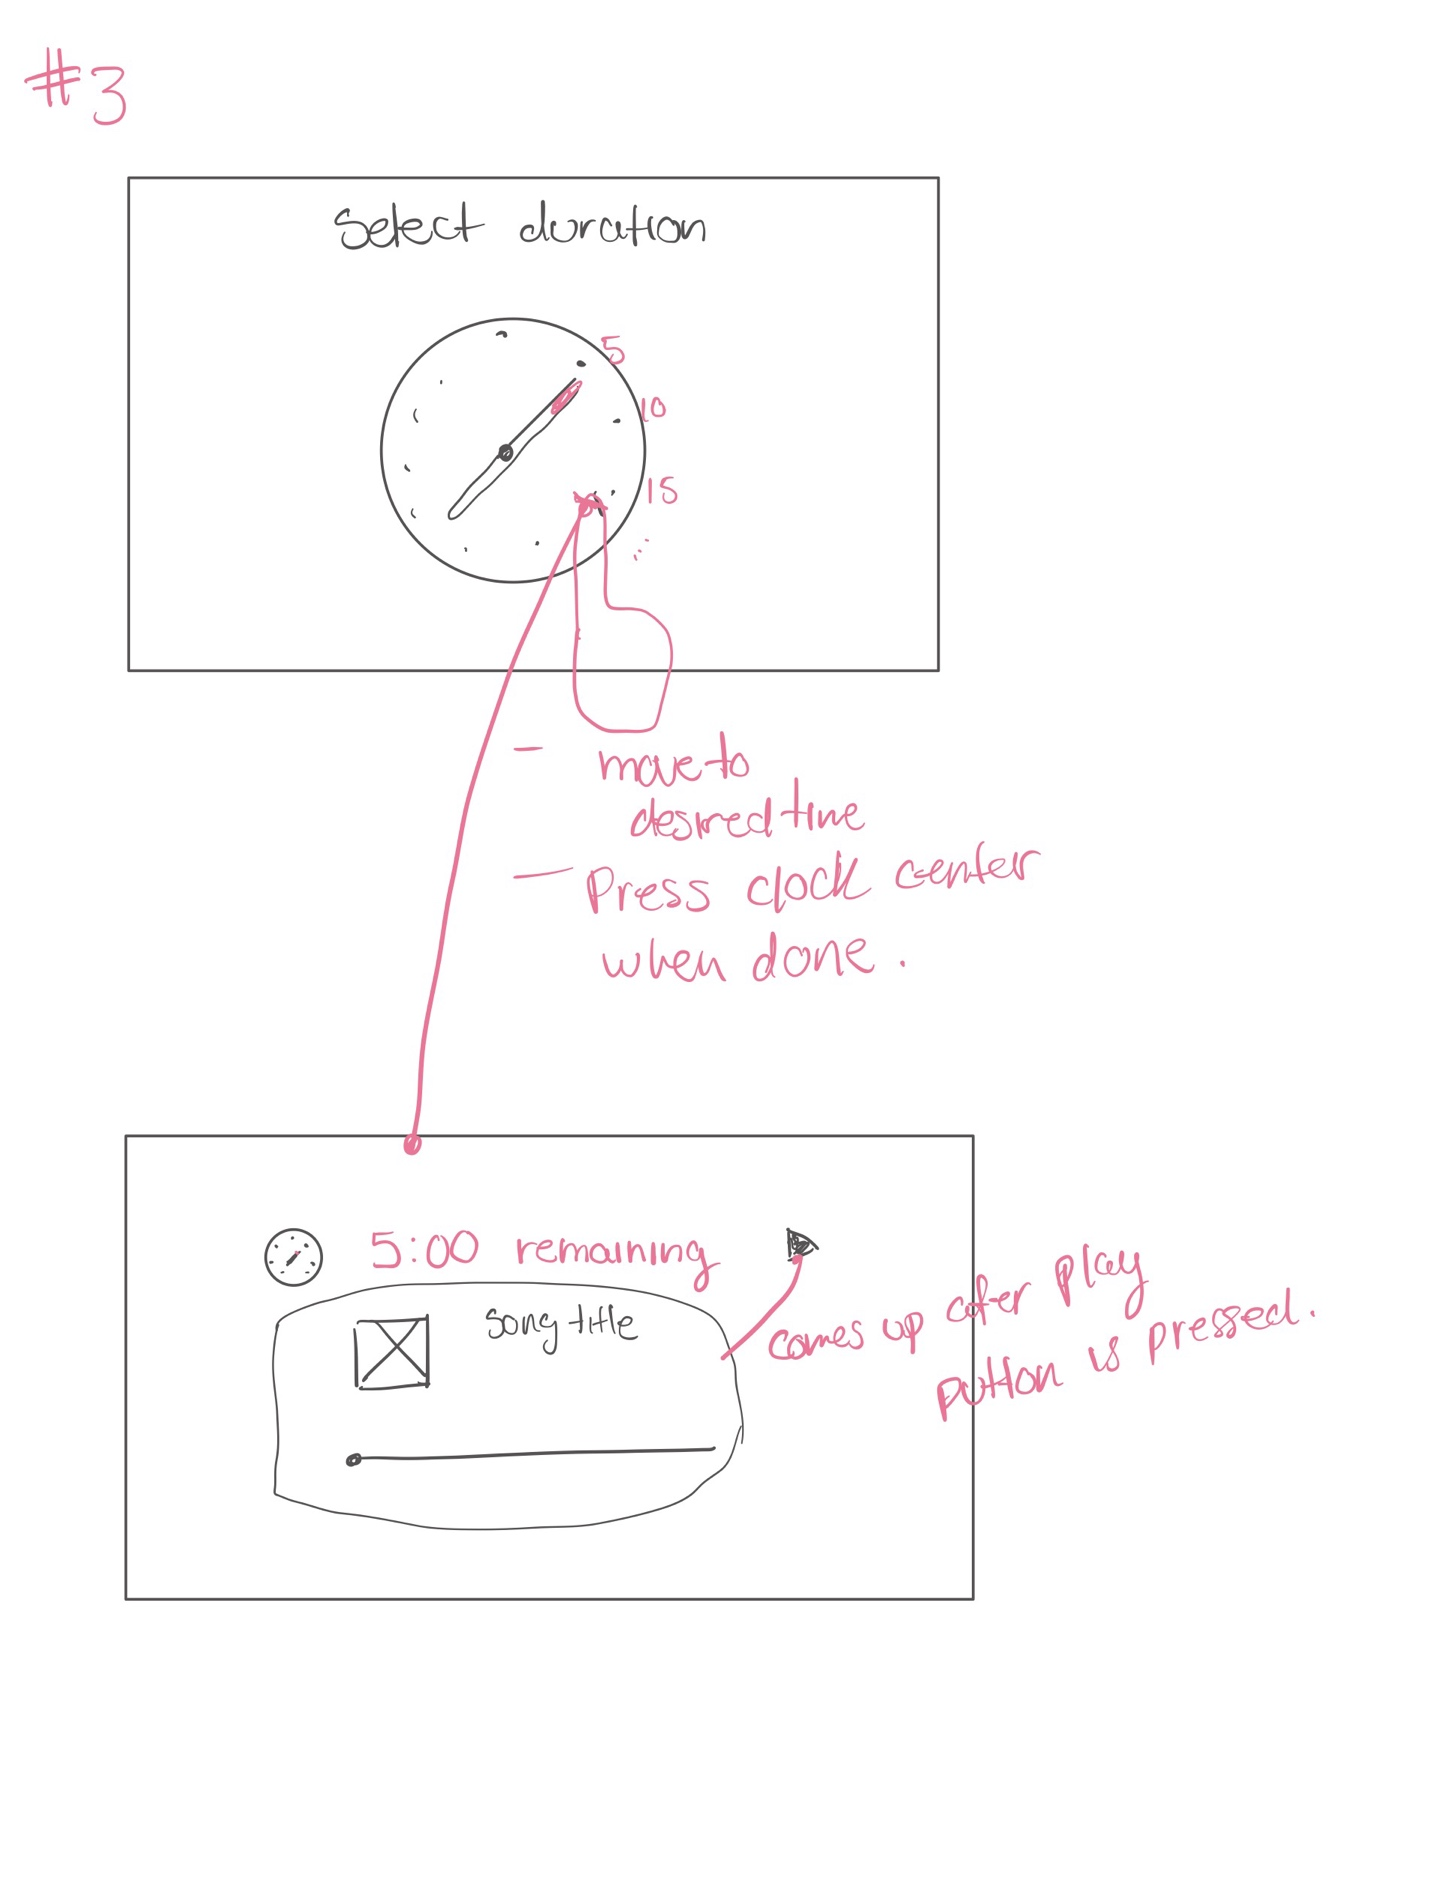 #3
Select duration
5
10
15
...
- move to
desired time
- Press clock center
when done.
5:00 remaining
song title
comes up after play
button is pressed.